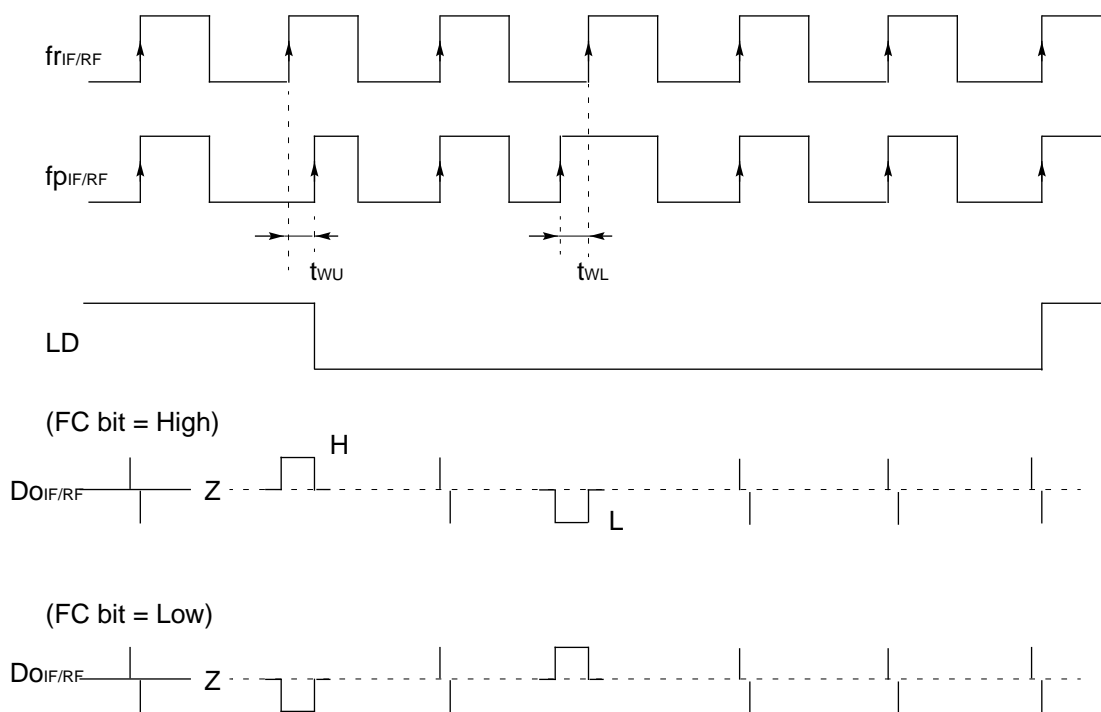 frIF/RF
fpIF/RF
tWU
tWL
LD
(FC bit = High)
H
DoIF/RF
Z
L
(FC bit = Low)
DoIF/RF
Z